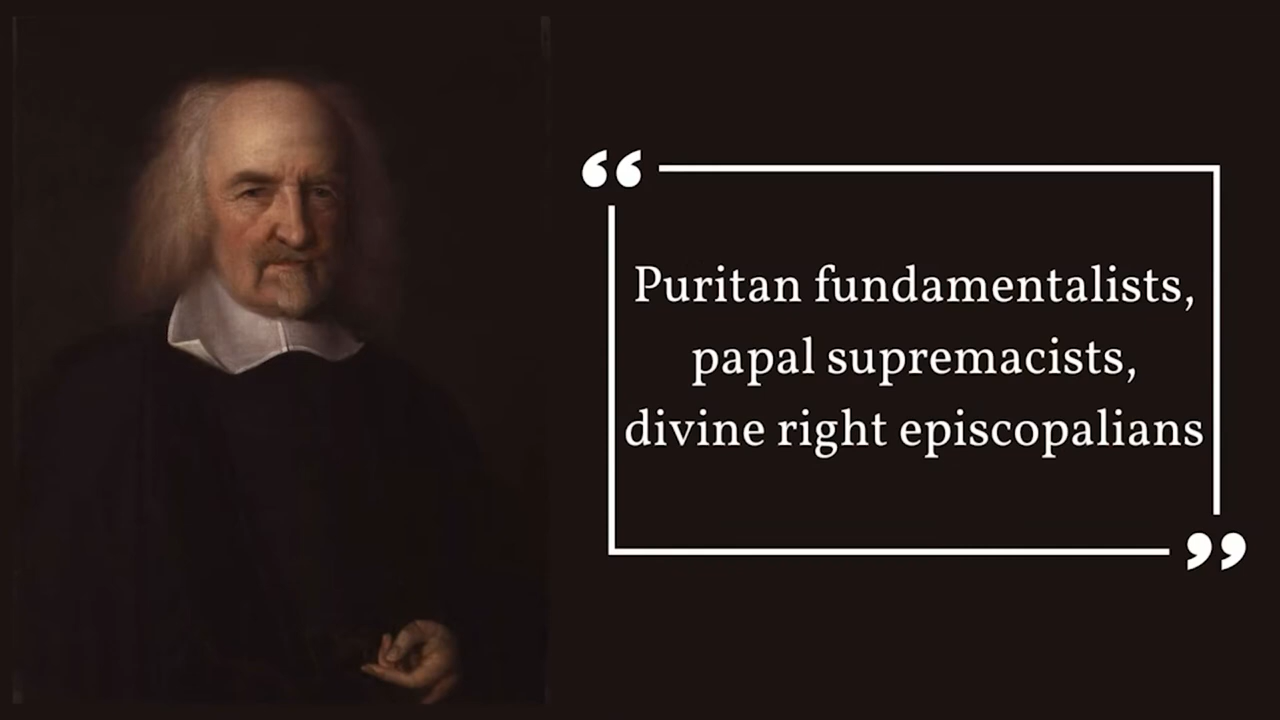 “
Puritan fundamentalists,
papal supremacists,
divine right episcopalians
”